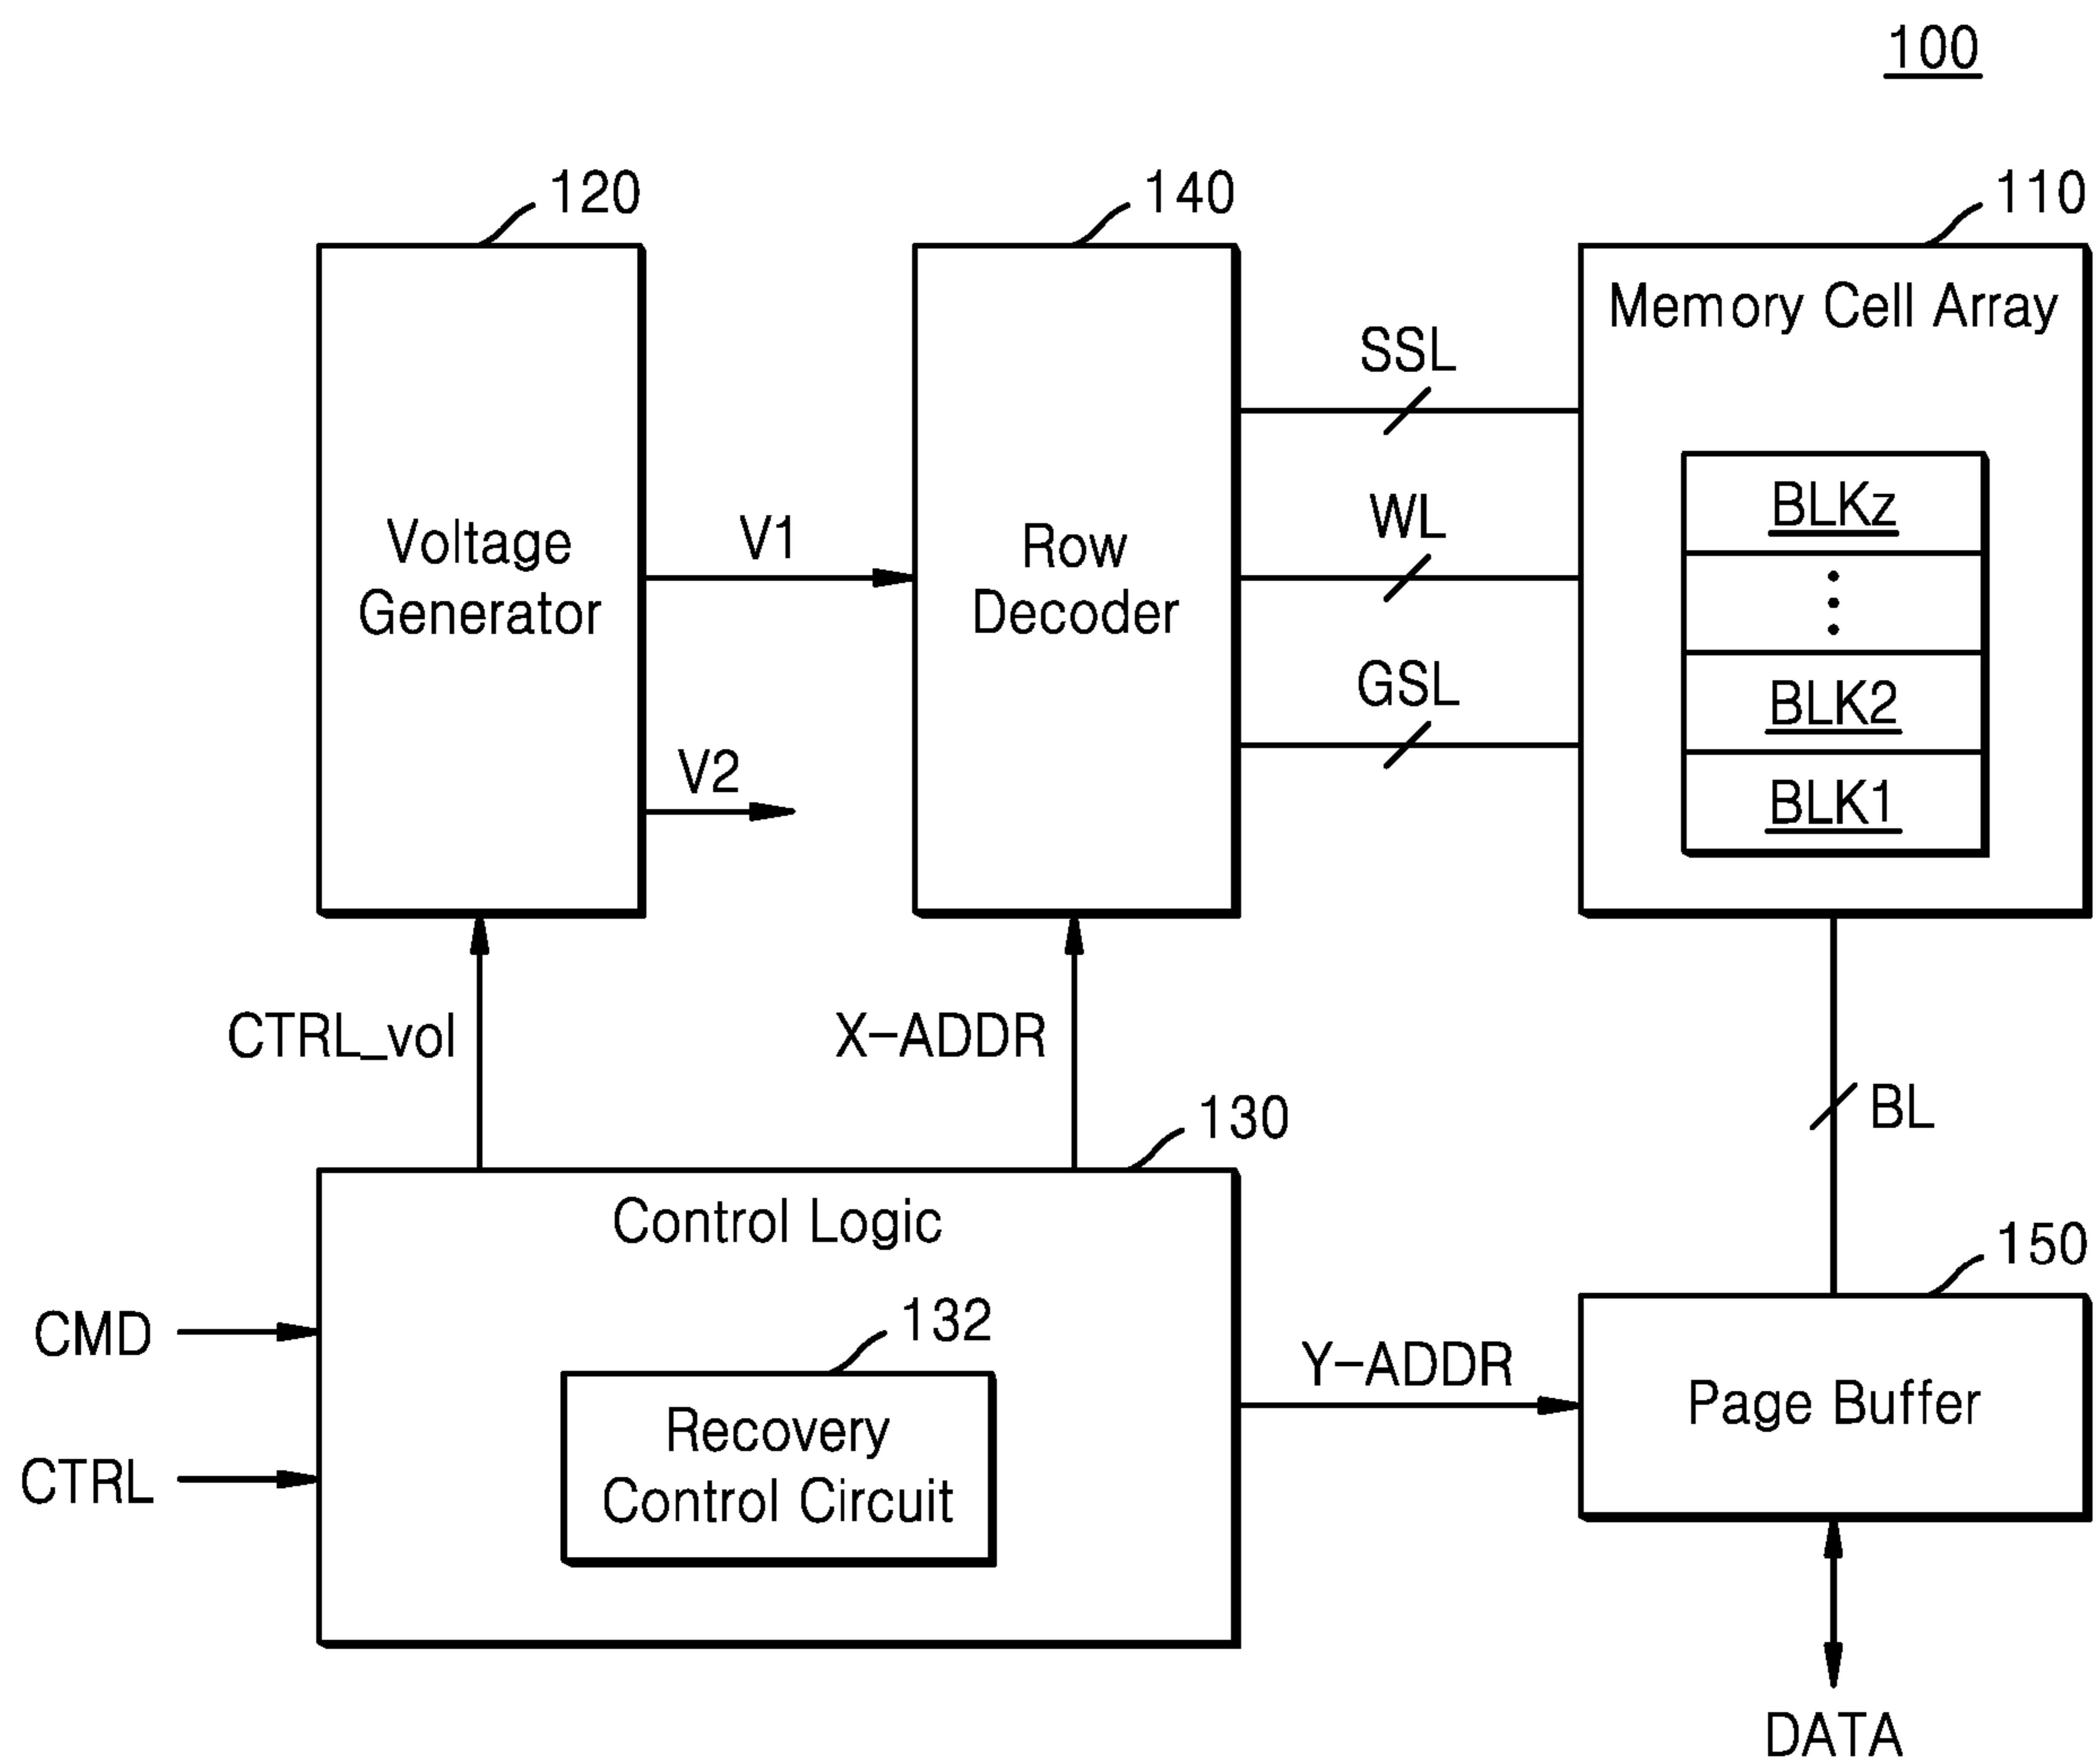 100
120
140
110
Voltage
Generator
V1
V2
Row
Decoder
SSL
WL
GSL
Memory Cell Array
BLKz
BLK2
BLK1
CTRL_vol
X-ADDR
130
BL
Control Logic
132
Recovery
Control Circuit
CMD
CTRL
Y-ADDR
150
Page Buffer
DATA